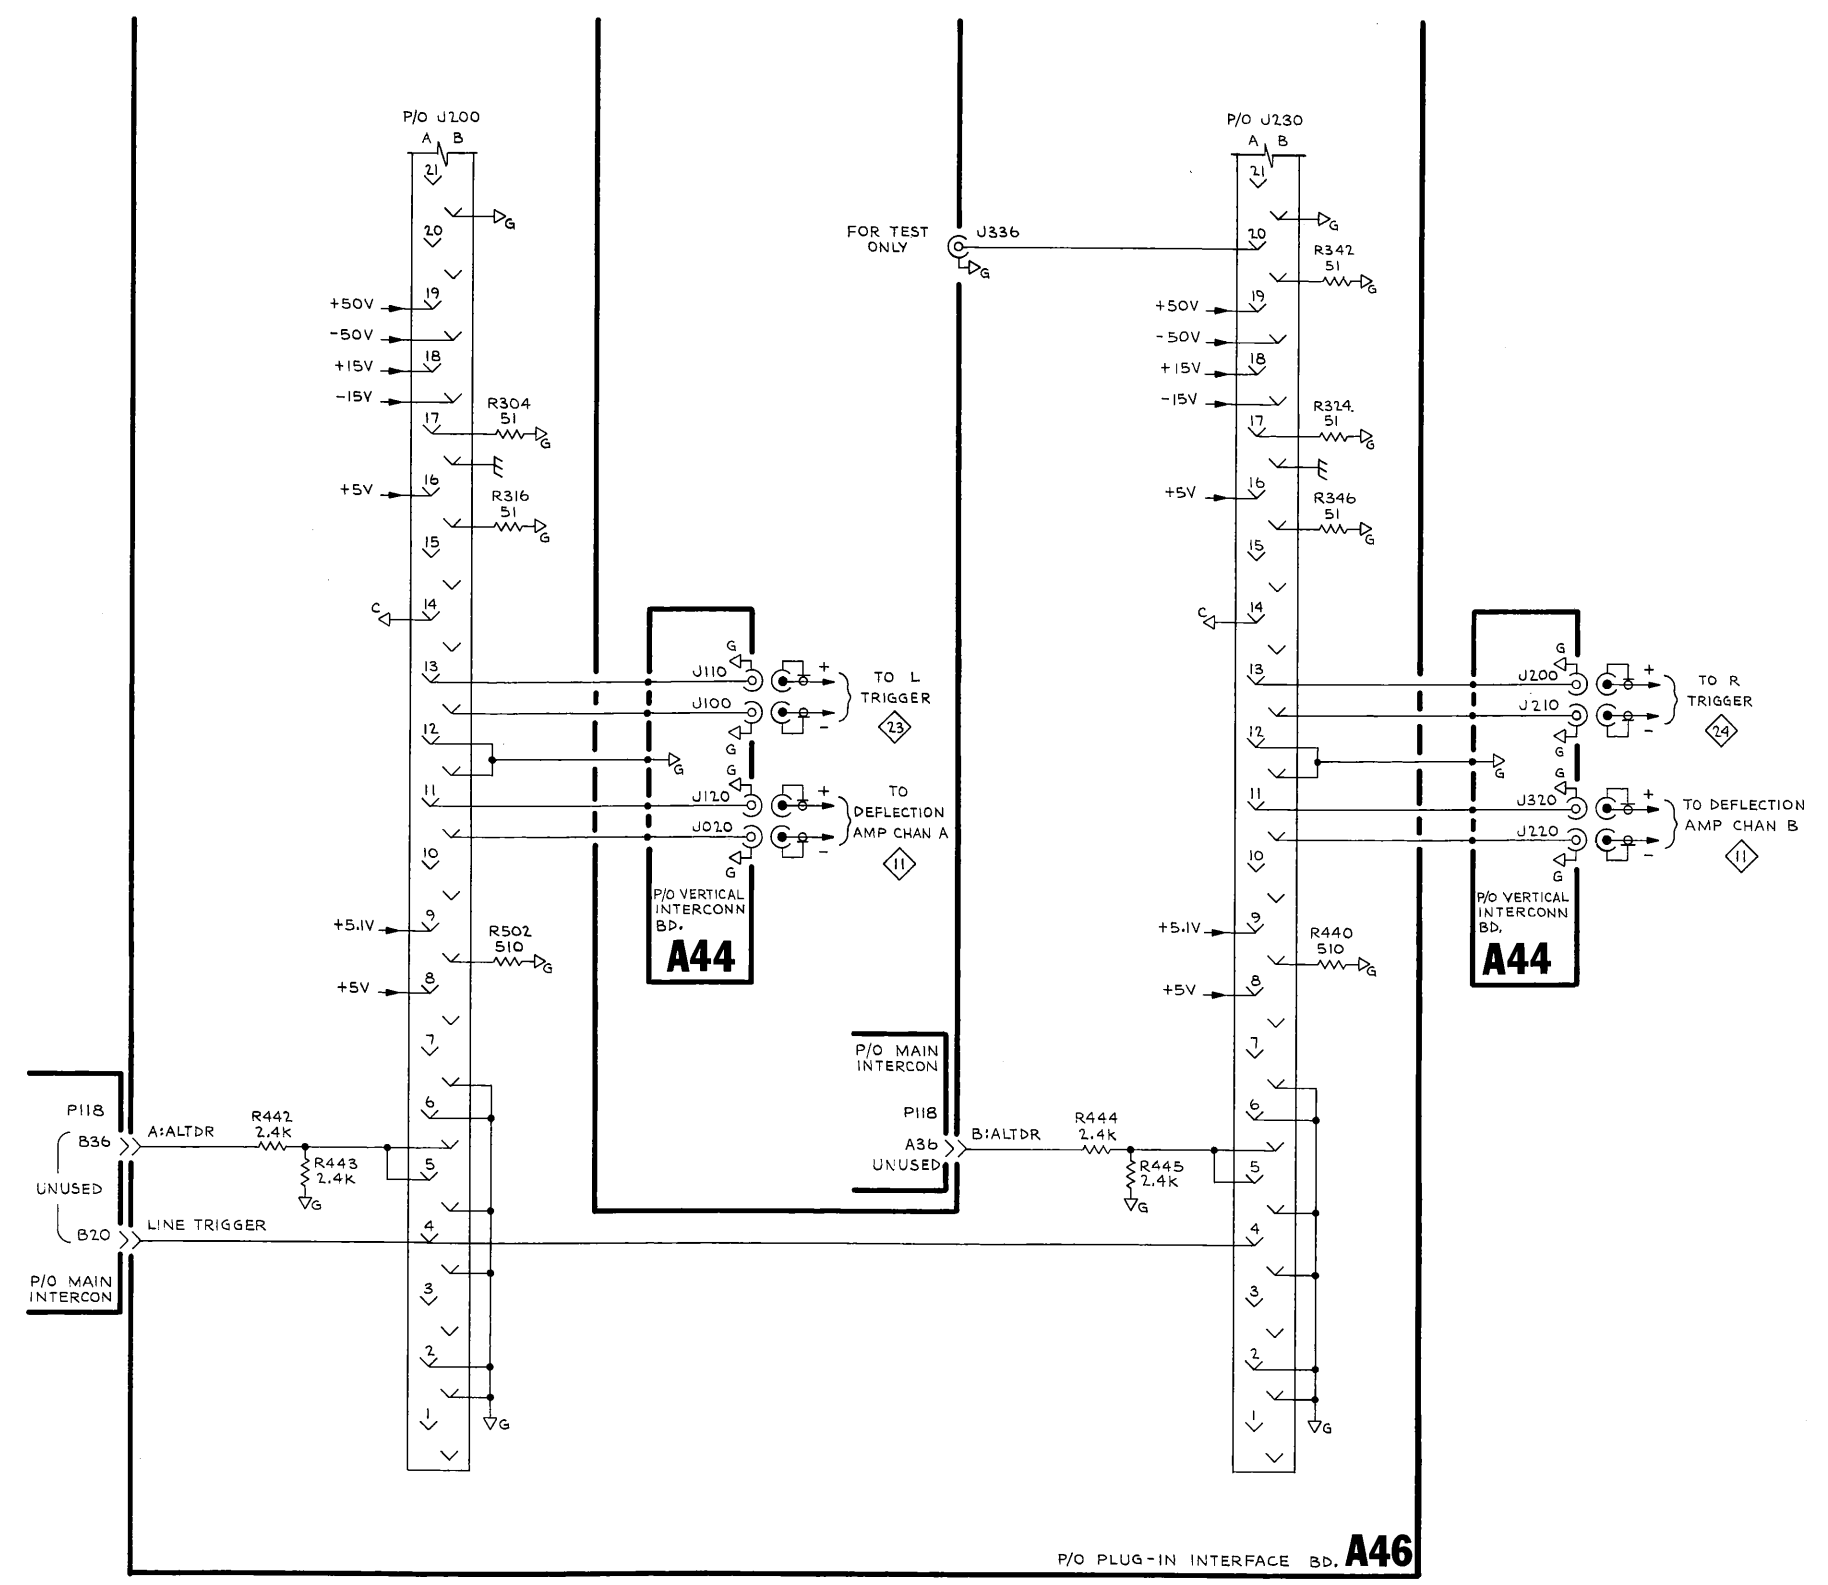 P/O J200
A B
21
G
20
19
+50V
-50V
18
+15V
-15V
17
R304
51
G
16
+5V
R316
51
G
15
14
C
13
12
11
10
9
+5.1V
R502
510
G
8
+5V
7
6
5
4
3
2
1
G
J110
J100
J120
J020
G
G
G
G
G
+
-
TO L
TRIGGER
23
+
-
TO
DEFLECTION
AMP CHAN A
11
P/O VERTICAL
INTERCONN
BD.
A44
P118
B36
UNUSED
B20
P/O MAIN
INTERCON
A:ALTDR
R442
2.4K
R443
2.4K
G
LINE TRIGGER
FOR TEST
ONLY
J336
G
P/O J230
A B
21
G
20
R342
51
G
19
+50V
-50V
18
+15V
-15V
17
R324
51
G
16
+5V
R346
51
G
15
14
C
13
12
11
10
9
+5.1V
R440
510
G
8
+5V
7
6
5
4
3
2
1
G
P/O MAIN
INTERCON
P118
A36
UNUSED
B:ALTDR
R444
2.4K
R445
2.4K
G
J200
J210
J320
J220
G
G
G
G
G
+
-
TO R
TRIGGER
24
+
-
TO DEFLECTION
AMP CHAN B
11
P/O VERTICAL
INTERCONN
BD.
A44
P/O PLUG-IN INTERFACE BD. A46